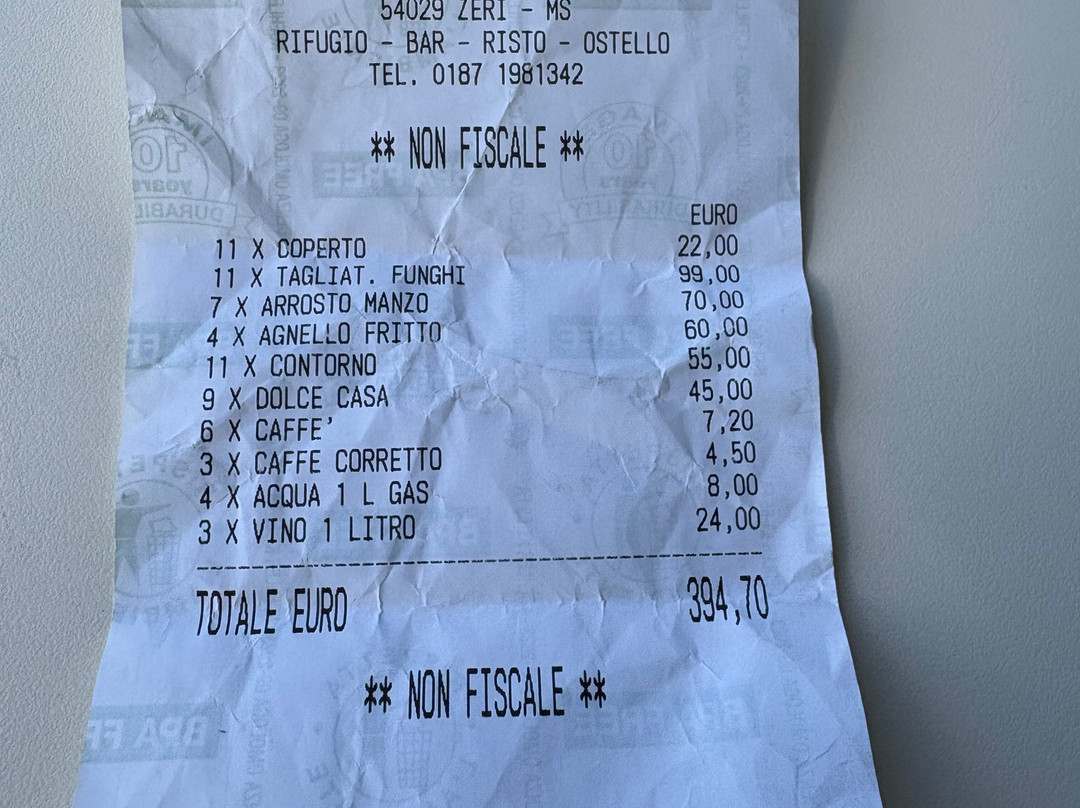 54029 ZERI - MS
RIFUGIO - BAR - RISTO - OSTELLO
TEL. 0187 1981342
** NON FISCALE **
EURO
11 X COPERTO 22,00
11 X TAGLIAT. FUNGHI 99,00
7 X ARROSTO MANZO 70,00
4 X AGNELLO FRITTO 60,00
11 X CONTORNO 55,00
9 X DOLCE CASA 45,00
6 X CAFFE' 7,20
3 X CAFFE CORRETTO 4,50
4 X ACQUA 1 L GAS 8,00
3 X VINO 1 LITRO 24,00
TOTALE EURO 394,70
** NON FISCALE **